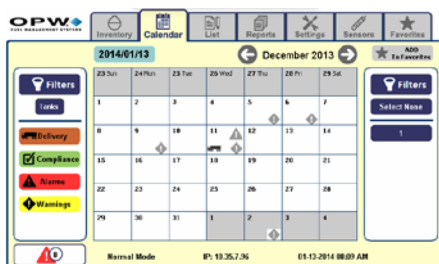 OPW
FUEL MANAGEMENT SYSTEMS
Inventory Calendar List Reports Settings Sensors Favorites
2014/01/13 December 2013 ADD
To Favorites
Filters 23 Sun 24 Mon 25 Tue 26 Wed 27 Thu 28 Fri 29 Sat Filters
Tanks 1 2 3 4 5 6 7 Select None
Delivery 8 9 10 11 12 13 14 1
Compliance 15 16 17 18 19 20 21
Alarms 22 23 24 25 26 27 28
Warnings 29 30 31 1 2 3 4
0 Normal Mode IP: 10.35.7.96 01-13-2014 08:09 AM